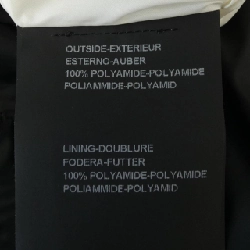 OUTSIDE-EXTERIEUR
ESTERNO-AUBER
100% POLYAMIDE-POLYAMIDE
POLIAMMIDE-POLYAMID
LINING-DOUBLURE
FODERA-FUTTER
100% POLYAMIDE-POLYAMIDE
POLIAMMIDE-POLYAMID